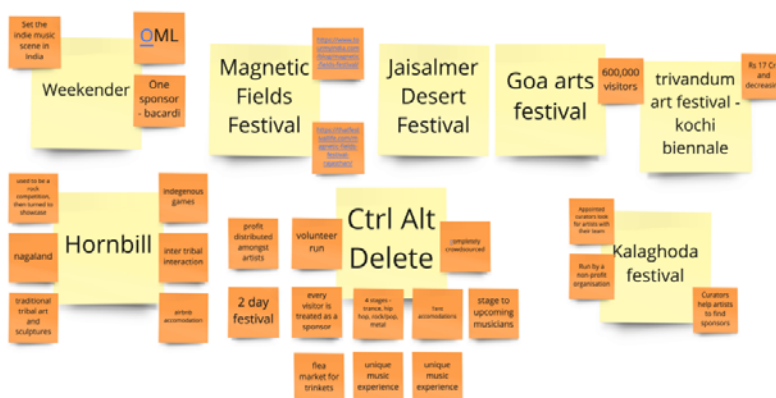 Set the
indie music
scene in
India
OML
Weekender
One
sponsor
- bacardi
Magnetic
Fields
Festival
Jaisalmer
Desert
Festival
Goa arts
festival
600,000
visitors
trivandum
art festival -
kochi
biennale
Rs 17 Cr
and
decreasing
used to be a
rock
competition,
then turned to
showcase
indegenous
games
Hornbill
nagaland
inter tribal
interaction
traditional
tribal art
and
sculptures
airbnb
accomodation
profit
distributed
amongst
artists
volunteer
run
Ctrl Alt
Delete
completely
crowdsourced
2 day
festival
every
visitor is
treated as a
sponsor
4 stages -
trance, hip
hop, rock/pop,
metal
Tent
accomodations
stage to
upcoming
musicians
flea
market for
trinkets
unique
music
experience
unique
music
experience
Appointed
curators look
for artists with
their team
Kalaghoda
festival
Run by a
non-profit
organisation
Curators
help artists
to find
sponsors